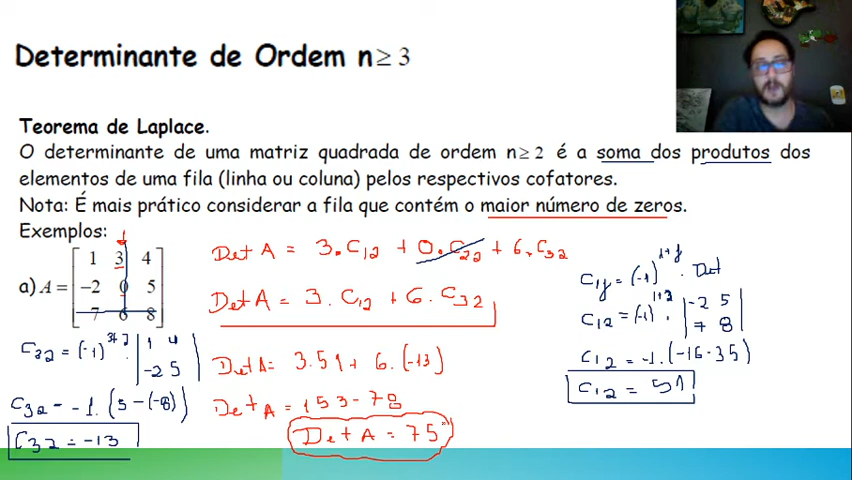 Determinante de Ordem n≥3
Teorema de Laplace.
O determinante de uma matriz quadrada de ordem n≥2 é a soma dos produtos dos
elementos de uma fila (linha ou coluna) pelos respectivos cofatores.
Nota: É mais prático considerar a fila que contém o maior número de zeros.
Exemplos:
a) A = [ 1 3 4
-2 0 5
7 6 8 ]
Det A = 3.C12 + 0.C22 + 6.C32
Det A = 3.C12 + 6.C32
Det A = 3.51 + 6.(-13)
Det A = 153-78
Det A = 75
C32 = (-1)^3+2 . | 1 4
-2 5 |
C32 = -1.(5-(-8))
C32 = -13
Cij = (-1)^i+j . Det
C12 = (-1)^1+2 . | -2 5
7 8 |
C12 = -1.(-16-35)
C12 = 51